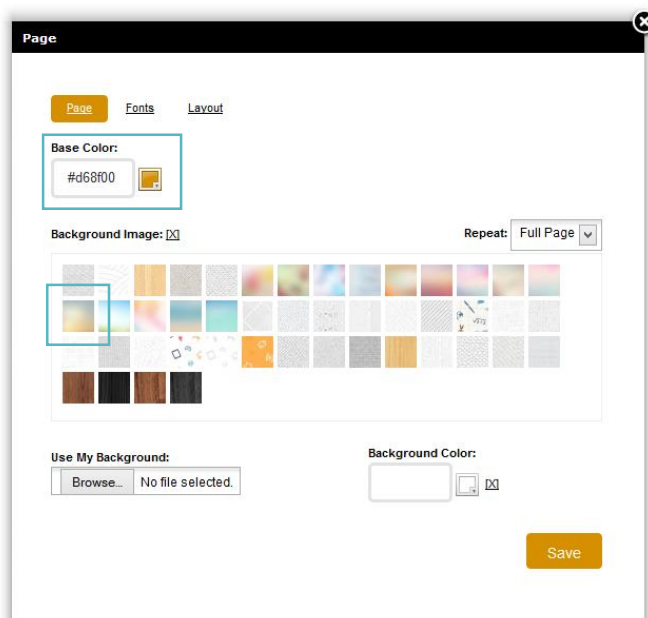 Page
Page Fonts Layout
Base Color:
#d68f00
Background Image: [X] Repeat: Full Page
Use My Background:
Browse... No file selected.
Background Color:
[X]
Save